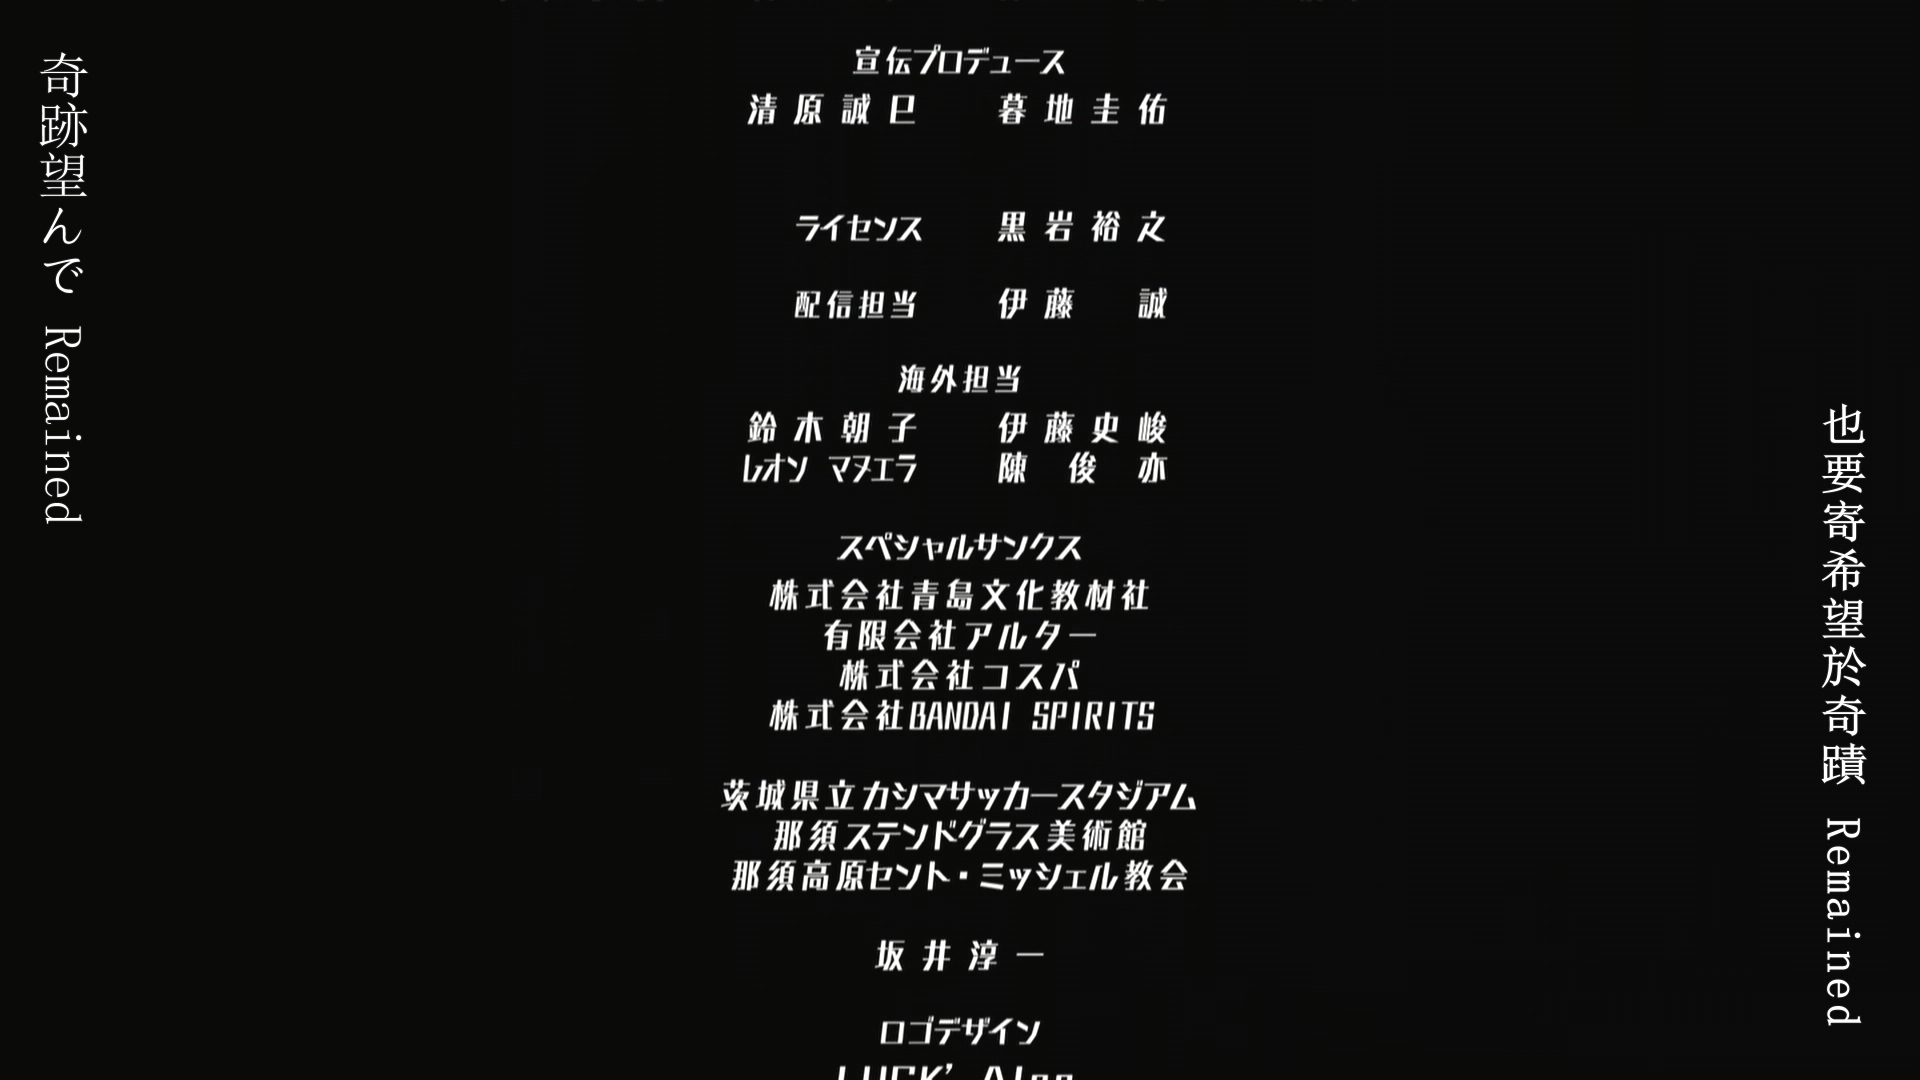 奇跡望んで Remained
宣伝プロデュース
清原誠巳 暮地圭佑
ライセンス 黒岩裕之
配信担当 伊藤 誠
海外担当
鈴木朝子 伊藤史峻
レオン マヌエラ 陳俊亦
スペシャルサンクス
株式会社青島文化教材社
有限会社アルター
株式会社コスパ
株式会社BANDAI SPIRITS
茨城県立カシマサッカースタジアム
那須ステンドグラス美術館
那須高原セント・ミッシェル教会
坂井淳一
ロゴデザイン
也要寄希望於奇蹟 Remained